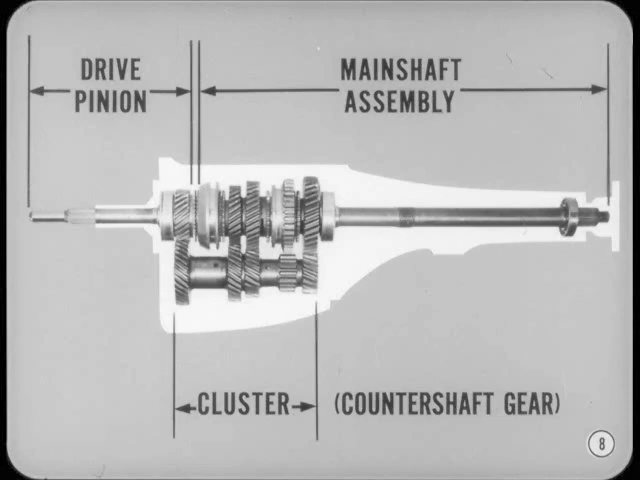 DRIVE
PINION
MAINSHAFT
ASSEMBLY
CLUSTER
(COUNTERSHAFT GEAR)
8